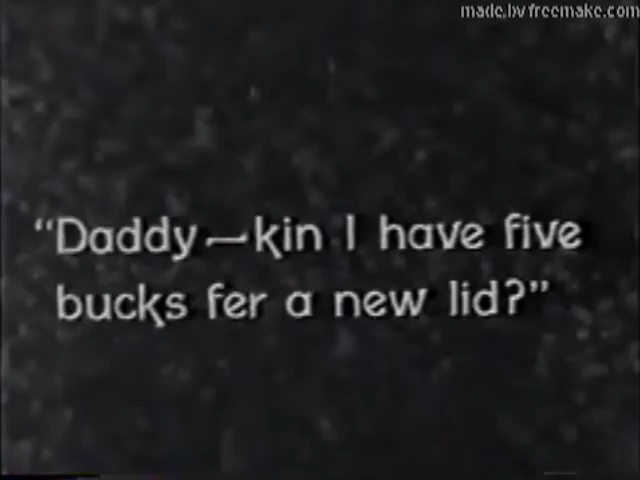 made by freemake.com
“Daddy—kin I have five
bucks fer a new lid?”